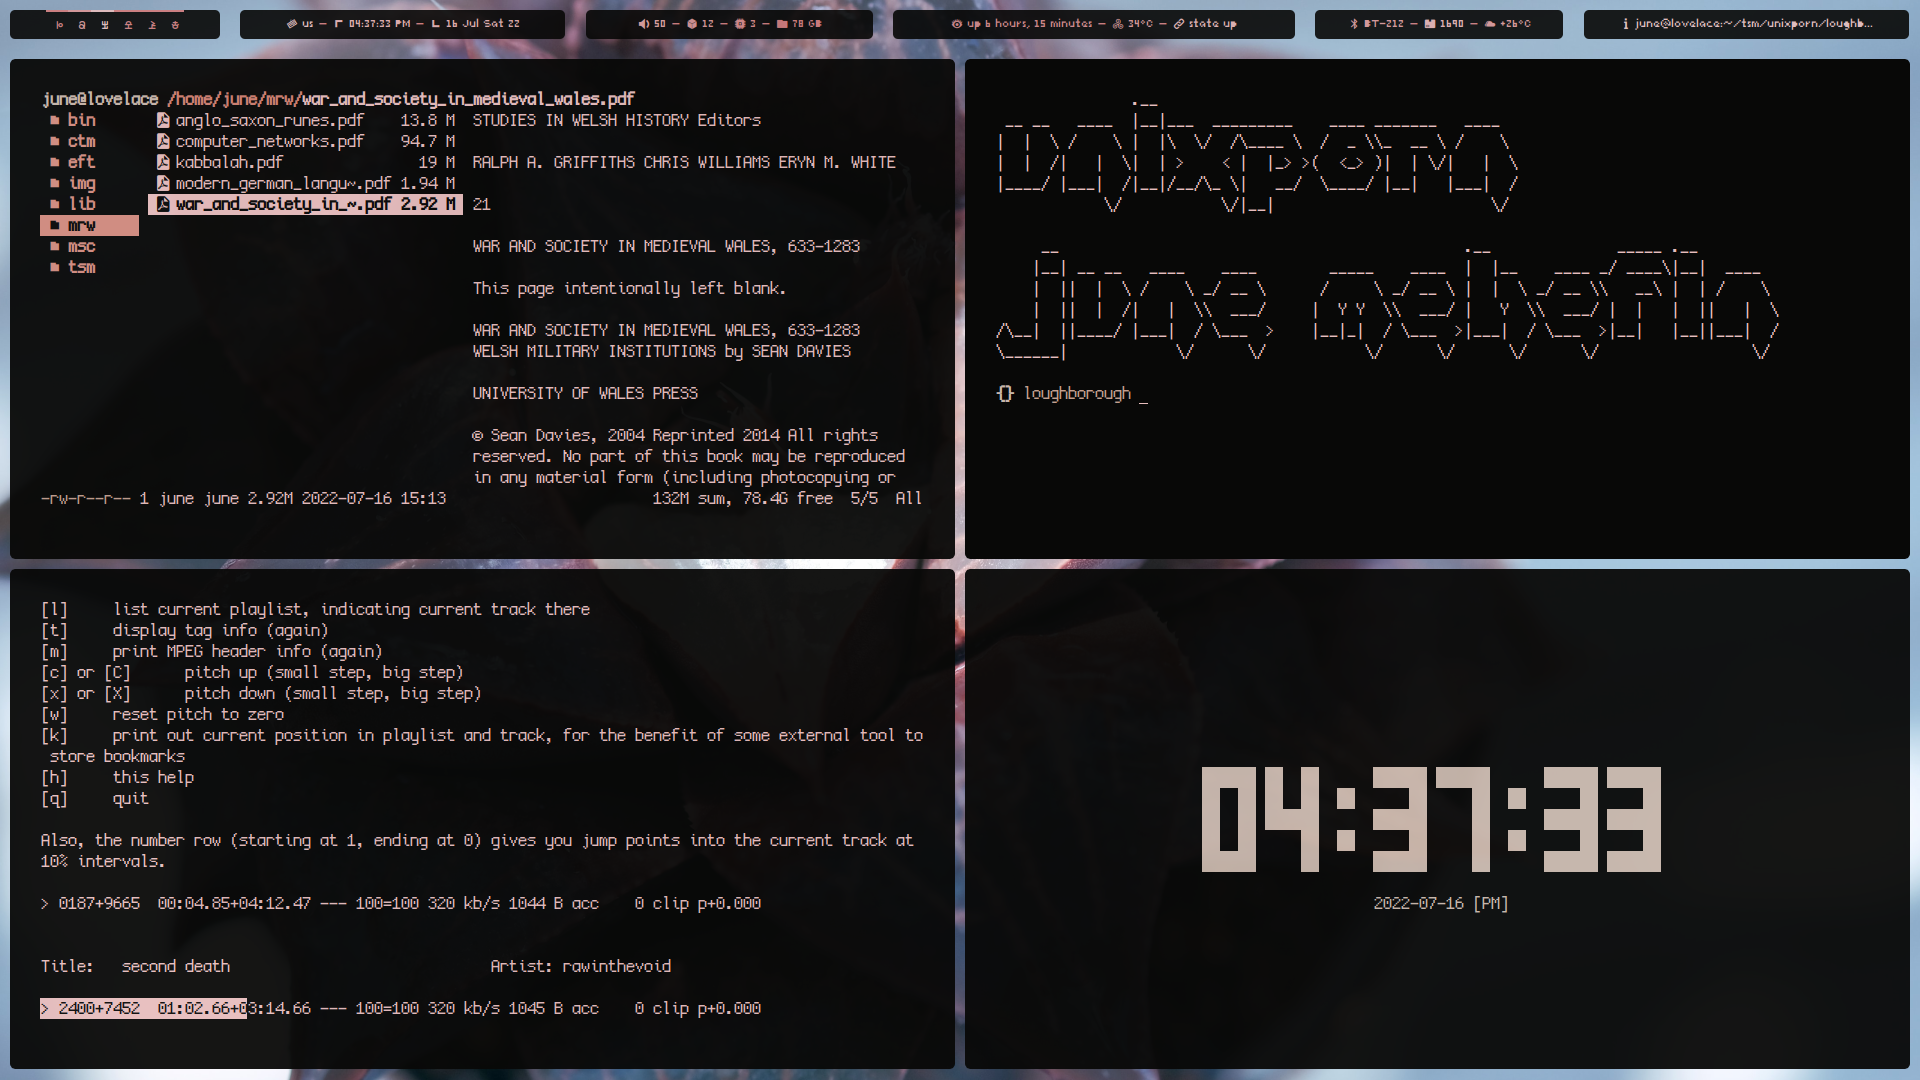 us — 04:37:33 PM — 16 Jul Sat 22
50 — 12 — 3 — 78 GB
up 6 hours, 15 minutes — 34°C — state up
BT-212 — 1690 — +26°C
june@lovelace:~/tsm/unixporn/loughb...
june@lovelace /home/june/mrw/war_and_society_in_medieval_wales.pdf
bin
ctm
eft
img
lib
mrw
msc
tsm
anglo_saxon_runes.pdf 13.8 M
computer_networks.pdf 94.7 M
kabbalah.pdf 19 M
modern_german_langu~.pdf 1.94 M
war_and_society_in_~.pdf 2.92 M
STUDIES IN WELSH HISTORY Editors
RALPH A. GRIFFITHS CHRIS WILLIAMS ERYN M. WHITE
21
WAR AND SOCIETY IN MEDIEVAL WALES, 633-1283
This page intentionally left blank.
WAR AND SOCIETY IN MEDIEVAL WALES, 633-1283
WELSH MILITARY INSTITUTIONS by SEAN DAVIES
UNIVERSITY OF WALES PRESS
© Sean Davies, 2004 Reprinted 2014 All rights
reserved. No part of this book may be reproduced
in any material form (including photocopying or
-rw-r--r-- 1 june june 2.92M 2022-07-16 15:13 132M sum, 78.4G free 5/5 All
unixporn
{} loughborough _
[l] list current playlist, indicating current track there
[t] display tag info (again)
[m] print MPEG header info (again)
[c] or [C] pitch up (small step, big step)
[x] or [X] pitch down (small step, big step)
[w] reset pitch to zero
[k] print out current position in playlist and track, for the benefit of some external tool to
store bookmarks
[h] this help
[q] quit
Also, the number row (starting at 1, ending at 0) gives you jump points into the current track at
10% intervals.
> 0187+9665 00:04.85+04:12.47 --- 100=100 320 kb/s 1044 B acc 0 clip p+0.000
Title: second death Artist: rawinthevoid
> 2400+7452 01:02.66+03:14.66 --- 100=100 320 kb/s 1045 B acc 0 clip p+0.000
04:37:33
2022-07-16 [PM]